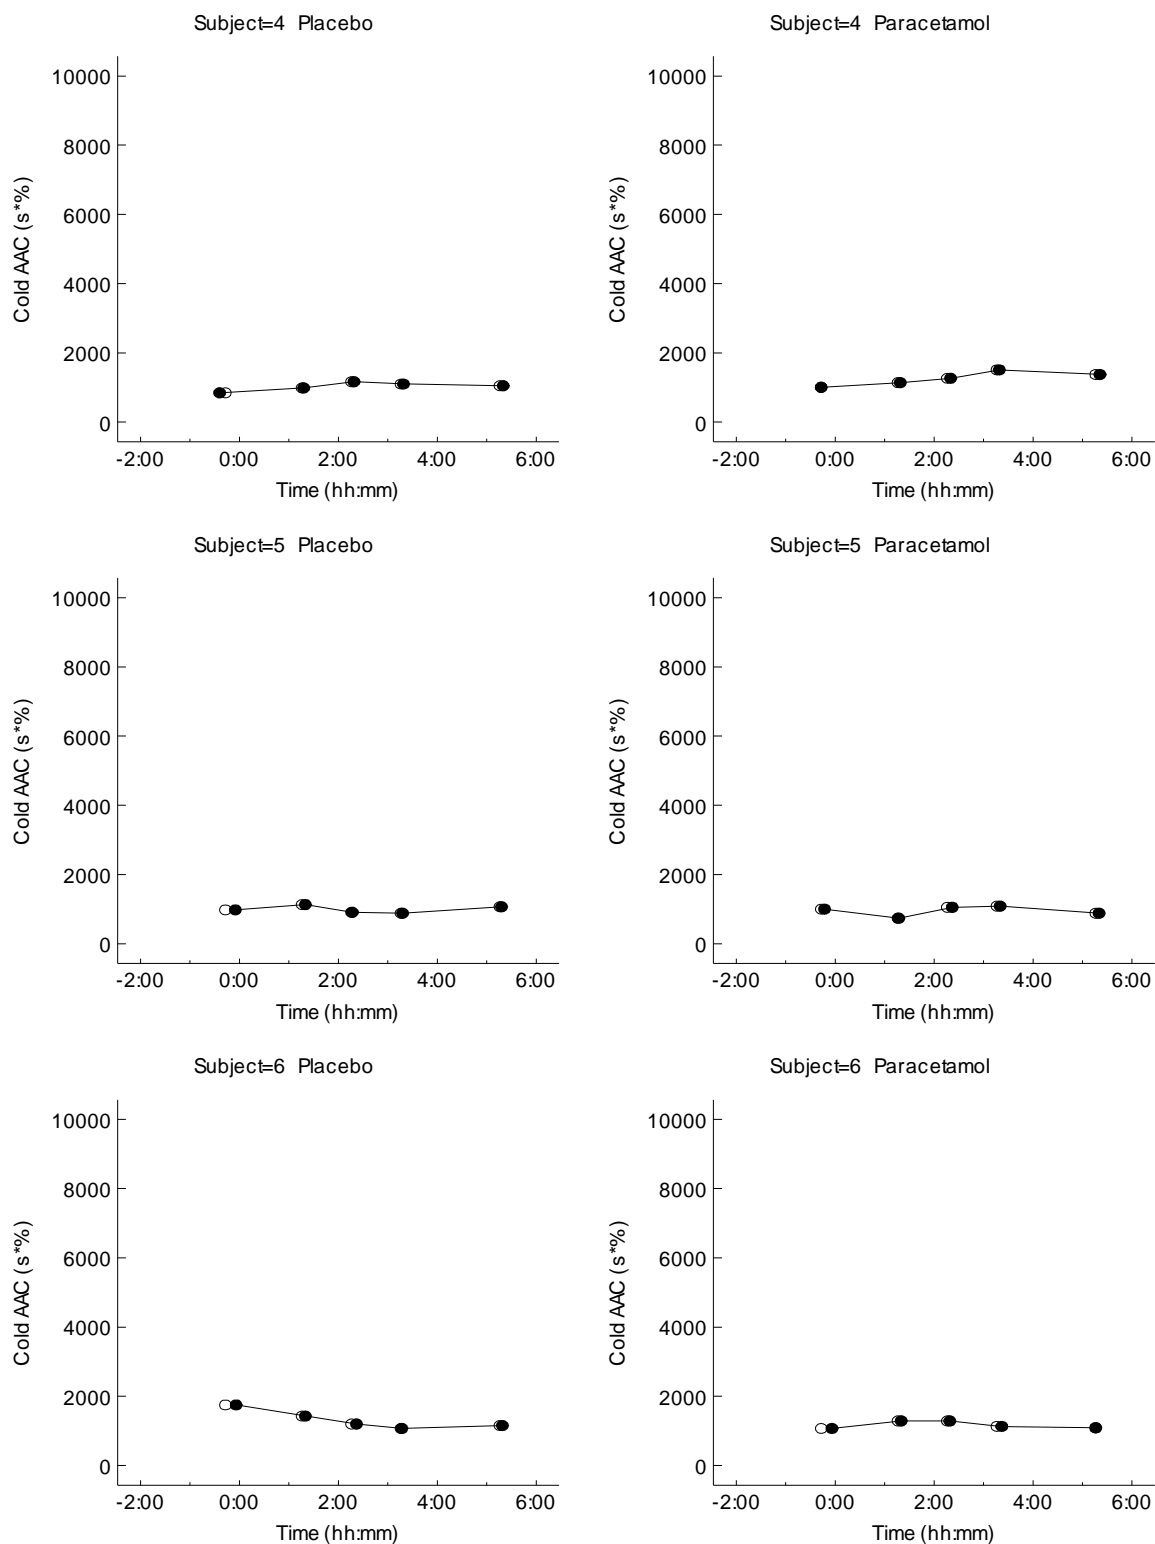 Subject=4 Placebo
Cold AAC (s*%)
10000
8000
6000
4000
2000
0
-2:00 0:00 2:00 4:00 6:00
Time (hh:mm)
Subject=4 Paracetamol
Cold AAC (s*%)
10000
8000
6000
4000
2000
0
-2:00 0:00 2:00 4:00 6:00
Time (hh:mm)
Subject=5 Placebo
Cold AAC (s*%)
10000
8000
6000
4000
2000
0
-2:00 0:00 2:00 4:00 6:00
Time (hh:mm)
Subject=5 Paracetamol
Cold AAC (s*%)
10000
8000
6000
4000
2000
0
-2:00 0:00 2:00 4:00 6:00
Time (hh:mm)
Subject=6 Placebo
Cold AAC (s*%)
10000
8000
6000
4000
2000
0
-2:00 0:00 2:00 4:00 6:00
Time (hh:mm)
Subject=6 Paracetamol
Cold AAC (s*%)
10000
8000
6000
4000
2000
0
-2:00 0:00 2:00 4:00 6:00
Time (hh:mm)